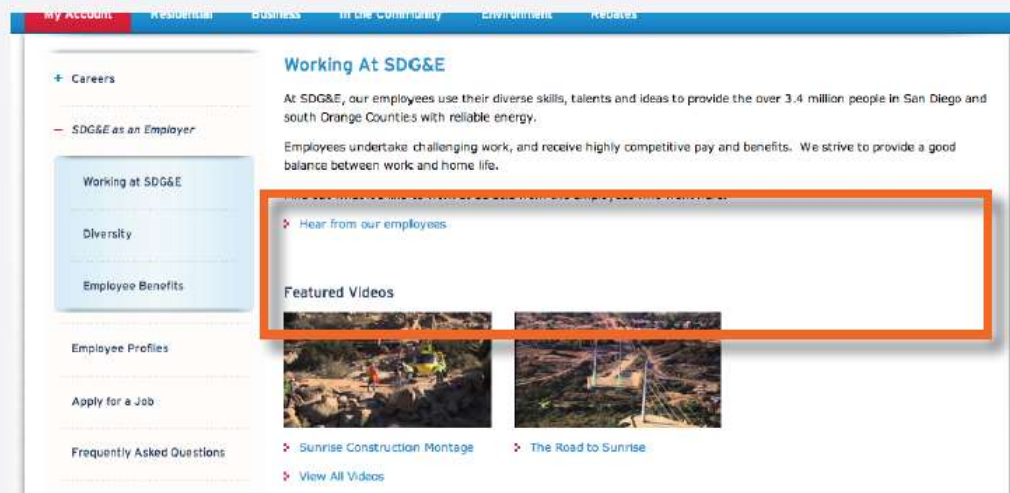 My Account Residential Business In the Community Environment Rebates
+ Careers
– SDG&E as an Employer
Working at SDG&E
Diversity
Employee Benefits
Employee Profiles
Apply for a Job
Frequently Asked Questions
Working At SDG&E
At SDG&E, our employees use their diverse skills, talents and ideas to provide the over 3.4 million people in San Diego and
south Orange Counties with reliable energy.
Employees undertake challenging work, and receive highly competitive pay and benefits. We strive to provide a good
balance between work and home life.
Hear from our employees
Featured Videos
Sunrise Construction Montage The Road to Sunrise
View All Videos